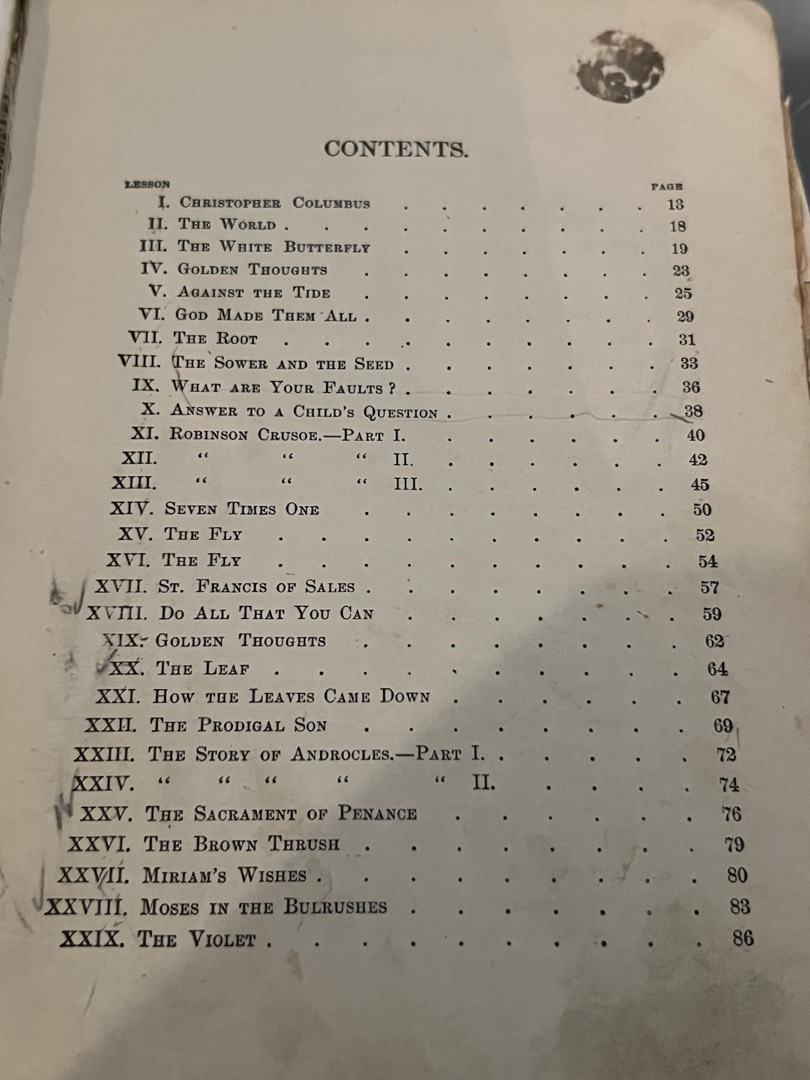 CONTENTS.
LESSON PAGE
I. CHRISTOPHER COLUMBUS . . . . . . 13
II. THE WORLD . . . . . . . . 18
III. THE WHITE BUTTERFLY . . . . . . 19
IV. GOLDEN THOUGHTS . . . . . . . 23
V. AGAINST THE TIDE . . . . . . . 25
VI. GOD MADE THEM ALL . . . . . . . 29
VII. THE ROOT . . . . . . . . . 31
VIII. THE SOWER AND THE SEED . . . . . . . 33
IX. WHAT ARE YOUR FAULTS? . . . . . . . 36
X. ANSWER TO A CHILD'S QUESTION . . . . . . 38
XI. ROBINSON CRUSOE.—PART I. . . . . . . 40
XII. “ “ “ II. . . . . . . 42
XIII. “ “ “ III. . . . . . . 45
XIV. SEVEN TIMES ONE . . . . . . . 50
XV. THE FLY . . . . . . . . . 52
XVI. THE FLY . . . . . . . . . 54
XVII. ST. FRANCIS OF SALES . . . . . . . . 57
XVIII. DO ALL THAT YOU CAN . . . . . . . 59
XIX. GOLDEN THOUGHTS . . . . . . . 62
XX. THE LEAF . . . . . . . . . 64
XXI. HOW THE LEAVES CAME DOWN . . . . . . 67
XXII. THE PRODIGAL SON . . . . . . . . 69
XXIII. THE STORY OF ANDROCLES.—PART I. . . . . . 72
XXIV. “ “ “ “ “ II. . . . . 74
XXV. THE SACRAMENT OF PENANCE . . . . . . 76
XXVI. THE BROWN THRUSH . . . . . . . . 79
XXVII. MIRIAM'S WISHES . . . . . . . . . 80
XXVIII. MOSES IN THE BULRUSHES . . . . . . . 83
XXIX. THE VIOLET . . . . . . . . . . 86